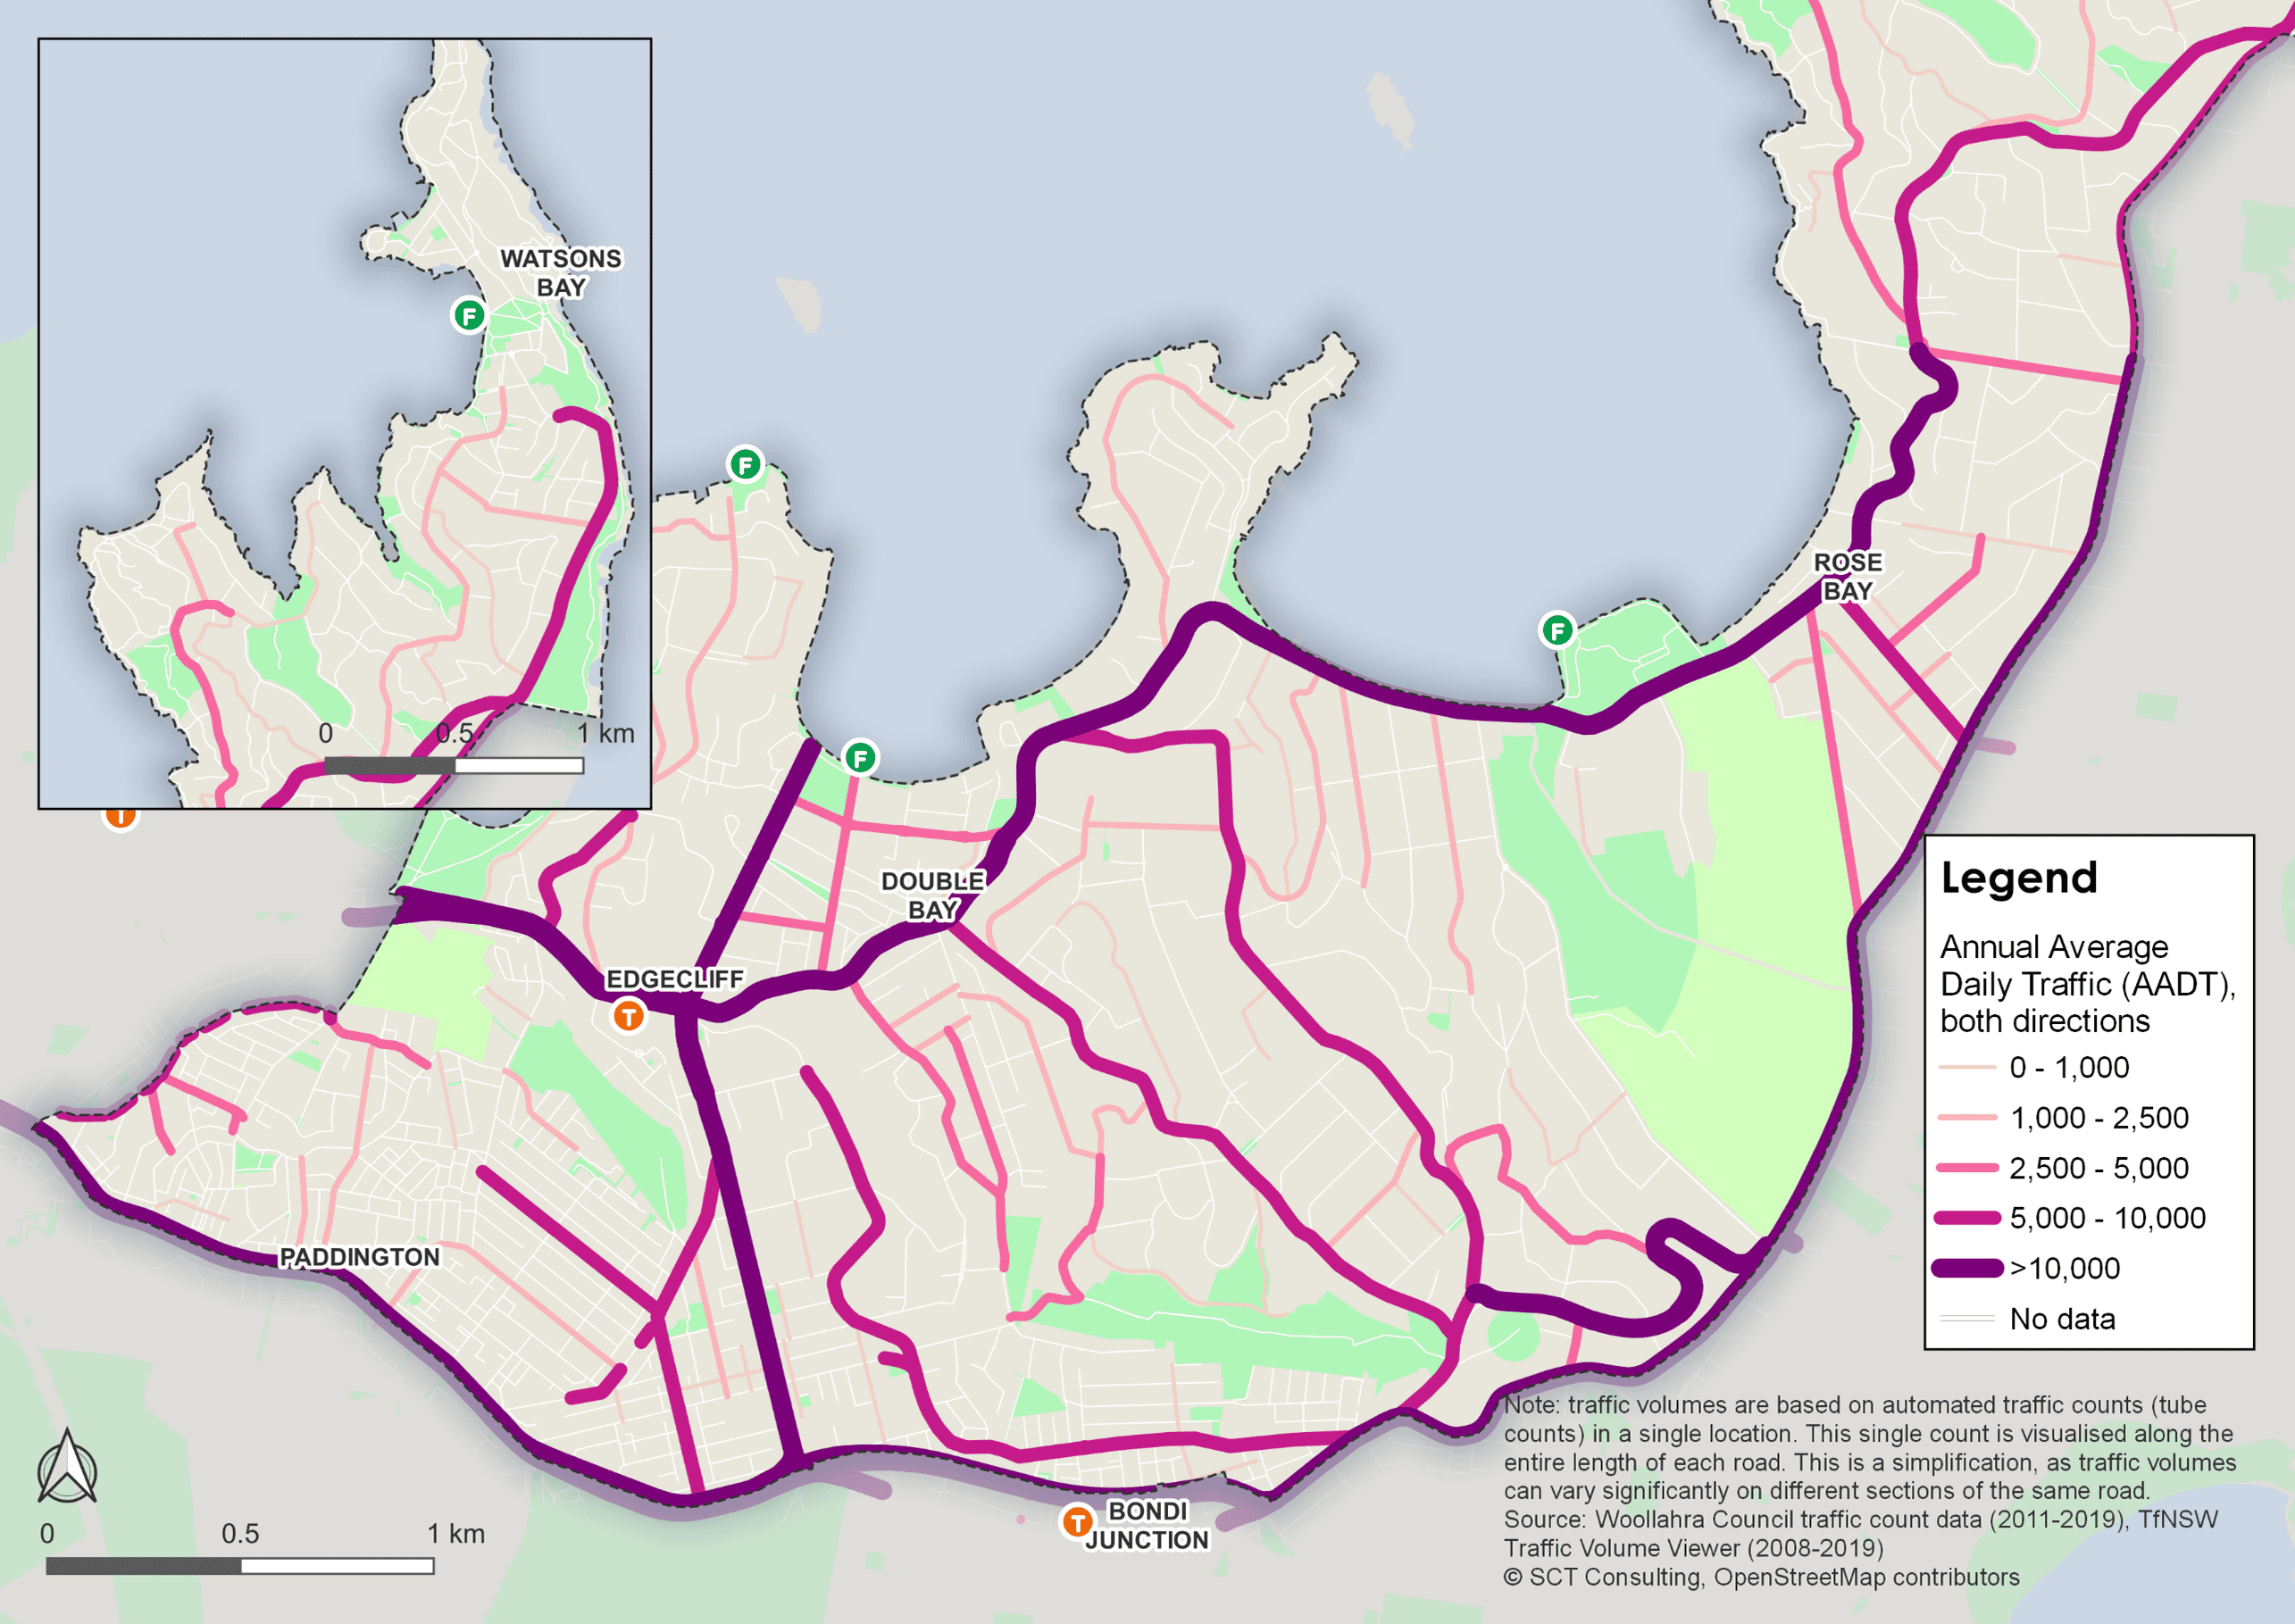 WATSONS
BAY
F
0 0.5 1 km
T
F
F
F
ROSE
BAY
DOUBLE
BAY
EDGECLIFF
T
PADDINGTON
T
BONDI
JUNCTION
0 0.5 1 km
Legend
Annual Average
Daily Traffic (AADT),
both directions
0 - 1,000
1,000 - 2,500
2,500 - 5,000
5,000 - 10,000
>10,000
No data
Note: traffic volumes are based on automated traffic counts (tube
counts) in a single location. This single count is visualised along the
entire length of each road. This is a simplification, as traffic volumes
can vary significantly on different sections of the same road.
Source: Woollahra Council traffic count data (2011-2019), TfNSW
Traffic Volume Viewer (2008-2019)
© SCT Consulting, OpenStreetMap contributors